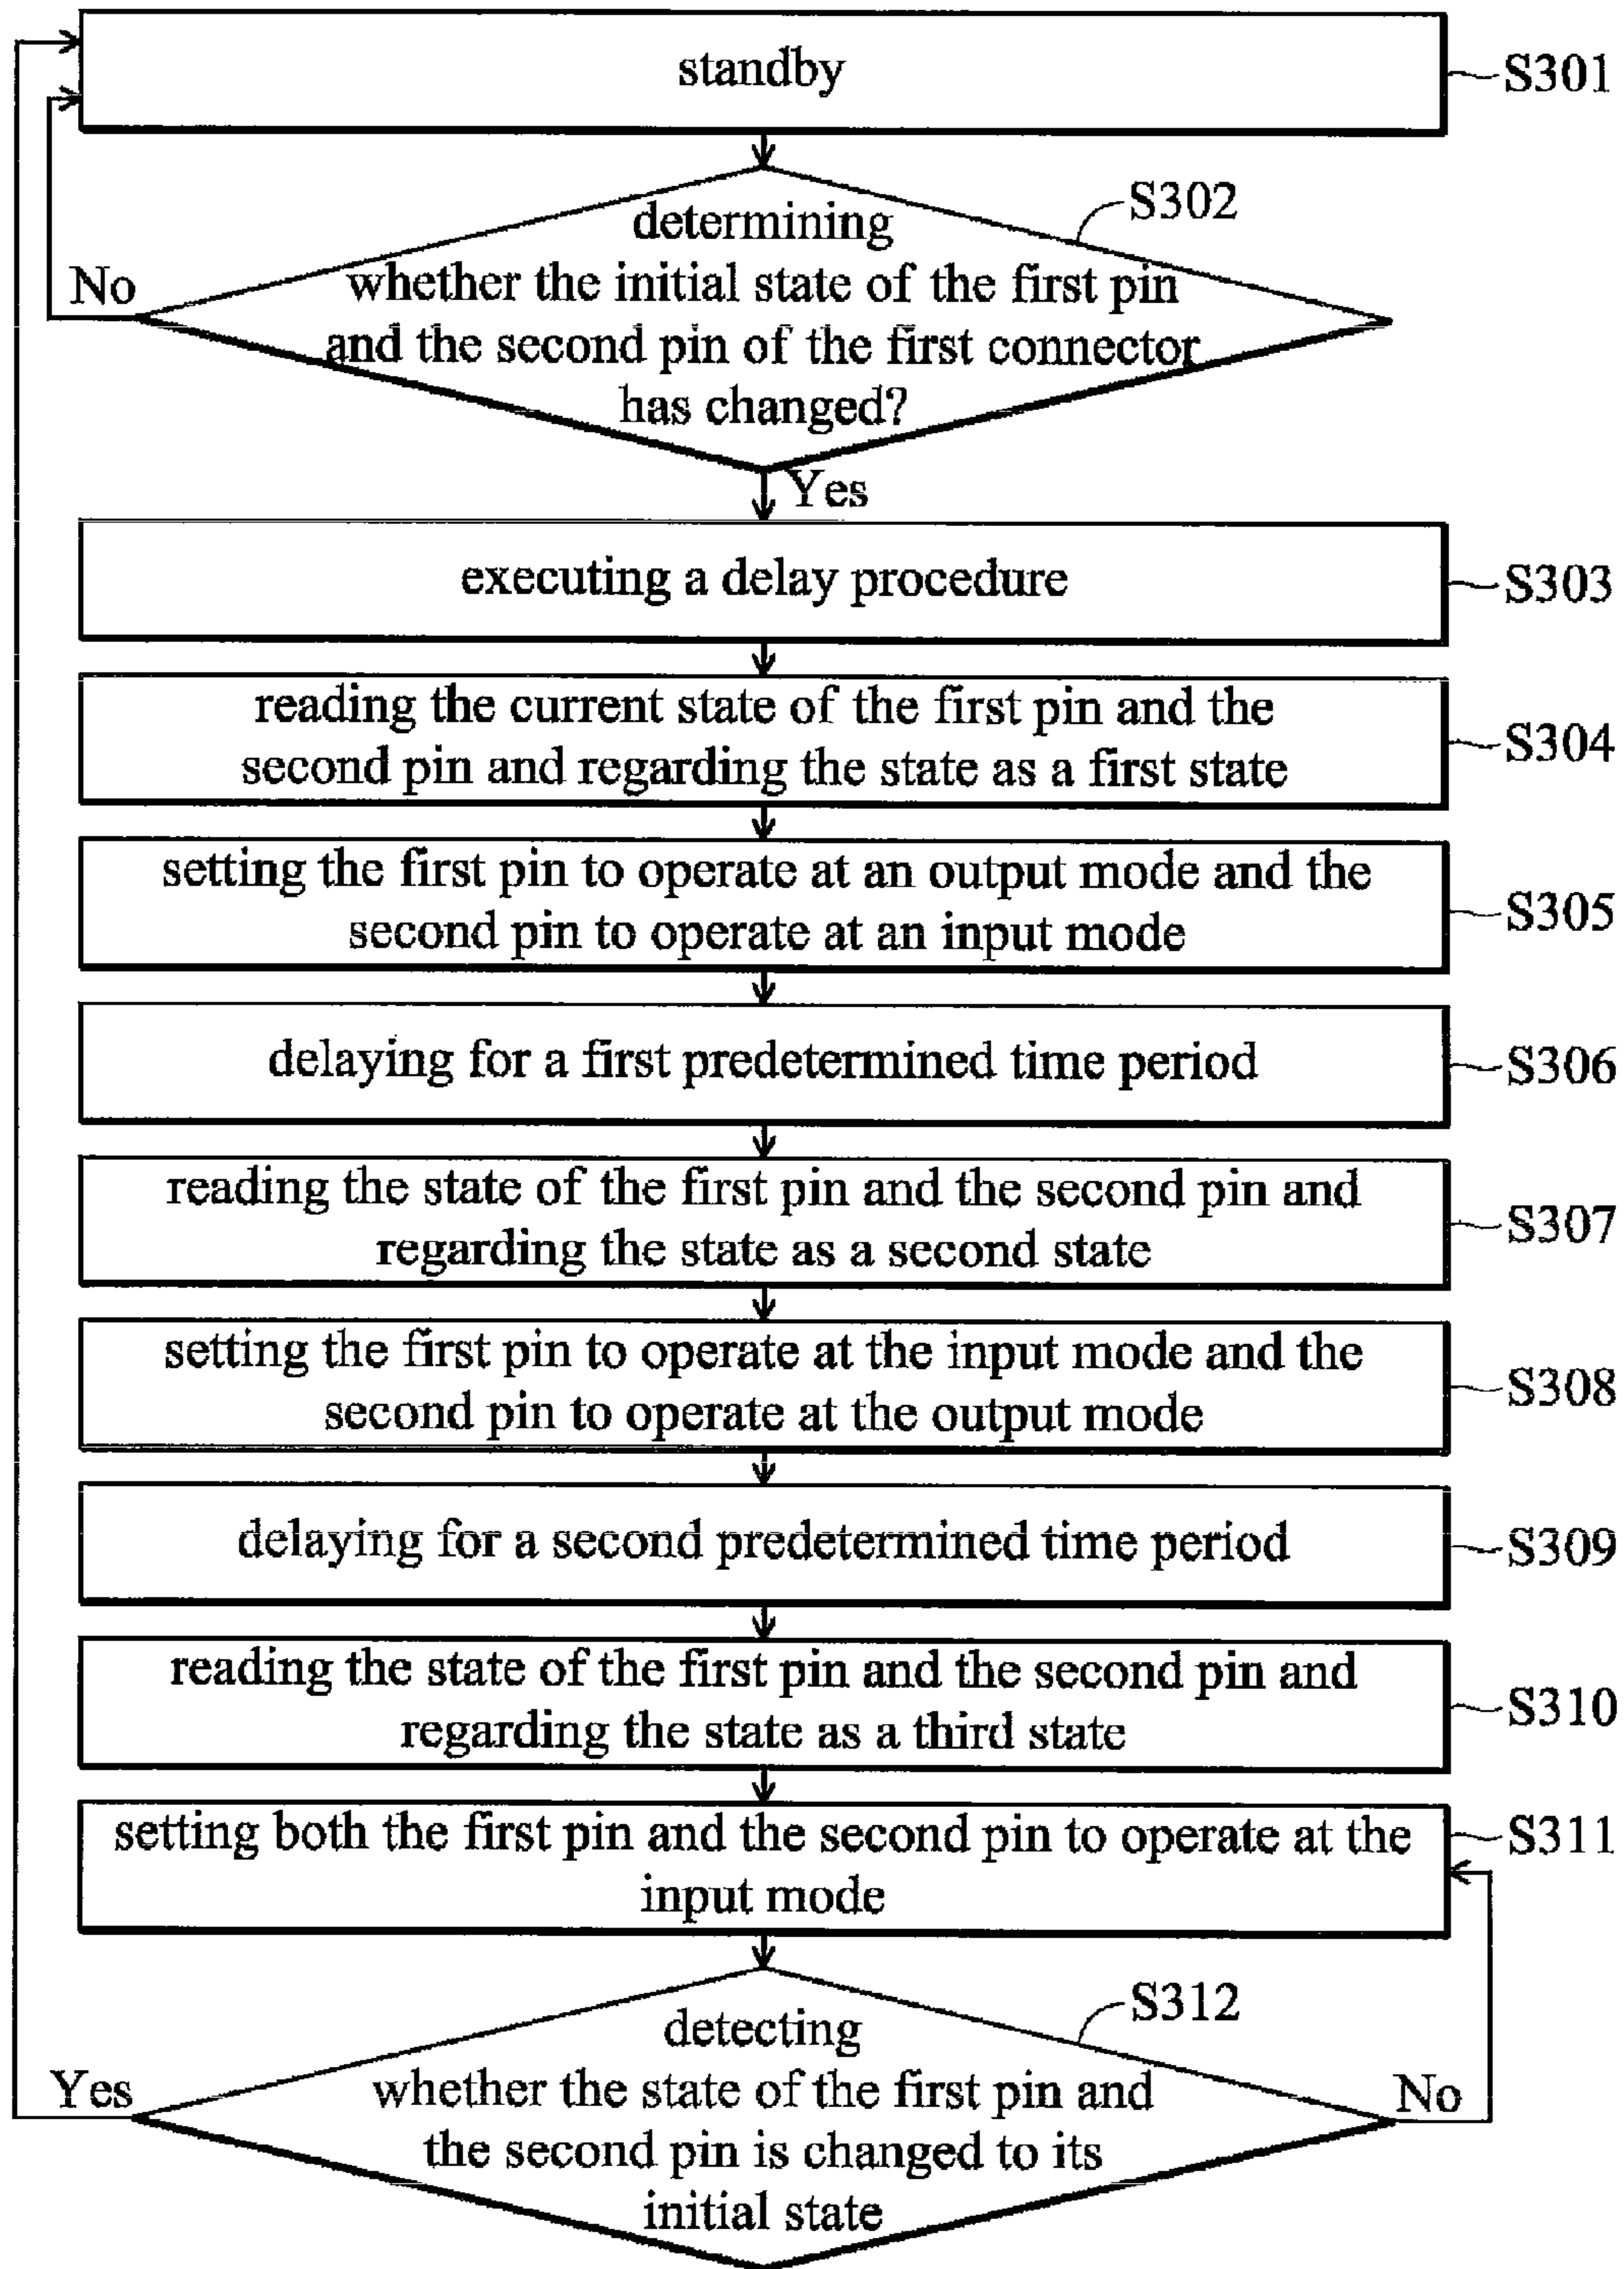 standby
S301
S302
determining
whether the initial state of the first pin
and the second pin of the first connector
has changed?
No
Yes
executing a delay procedure
S303
reading the current state of the first pin and the
second pin and regarding the state as a first state
S304
setting the first pin to operate at an output mode and the
second pin to operate at an input mode
S305
delaying for a first predetermined time period
S306
reading the state of the first pin and the second pin and
regarding the state as a second state
S307
setting the first pin to operate at the input mode and the
second pin to operate at the output mode
S308
delaying for a second predetermined time period
S309
reading the state of the first pin and the second pin and
regarding the state as a third state
S310
setting both the first pin and the second pin to operate at the
input mode
S311
S312
detecting
whether the state of the first pin and
the second pin is changed to its
initial state
Yes
No